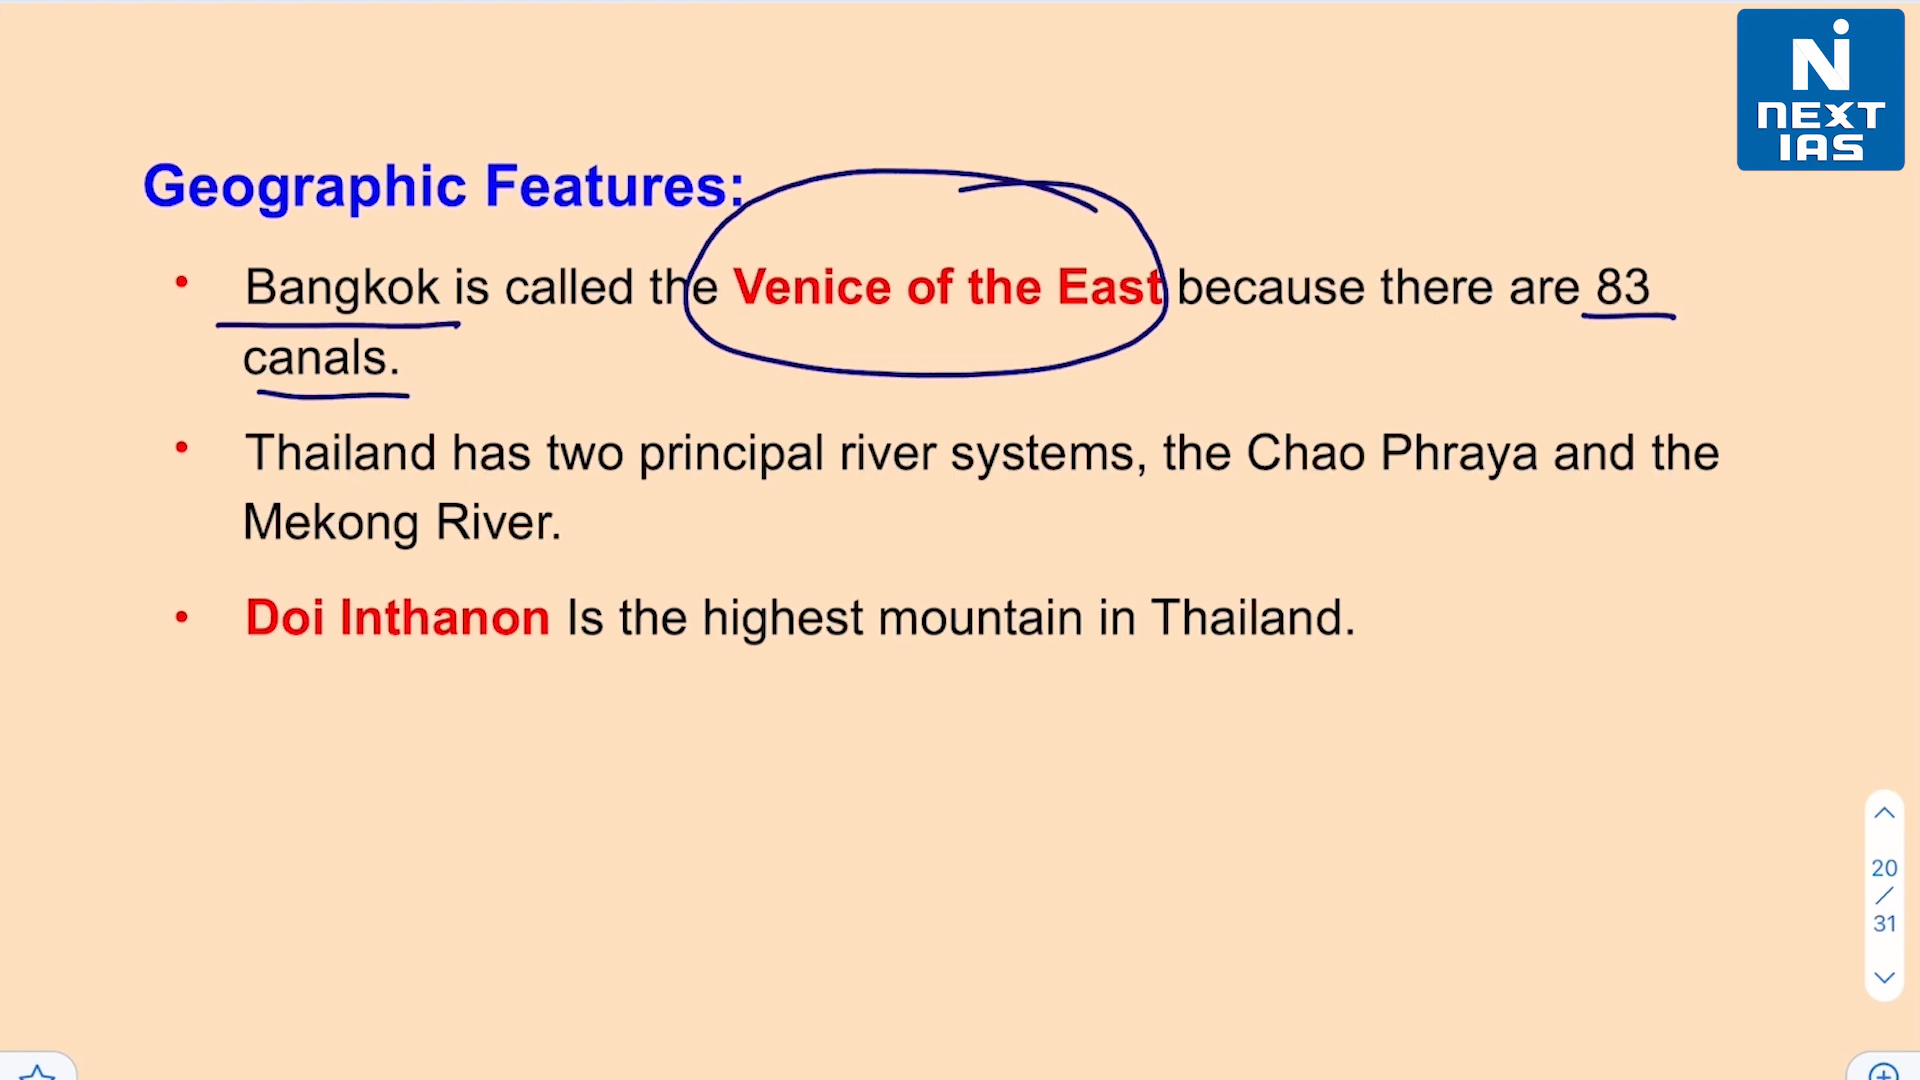 Ni
NEXT
IAS
Geographic Features:
• Bangkok is called the Venice of the East because there are 83
canals.
• Thailand has two principal river systems, the Chao Phraya and the
Mekong River.
• Doi Inthanon Is the highest mountain in Thailand.
20
/
31